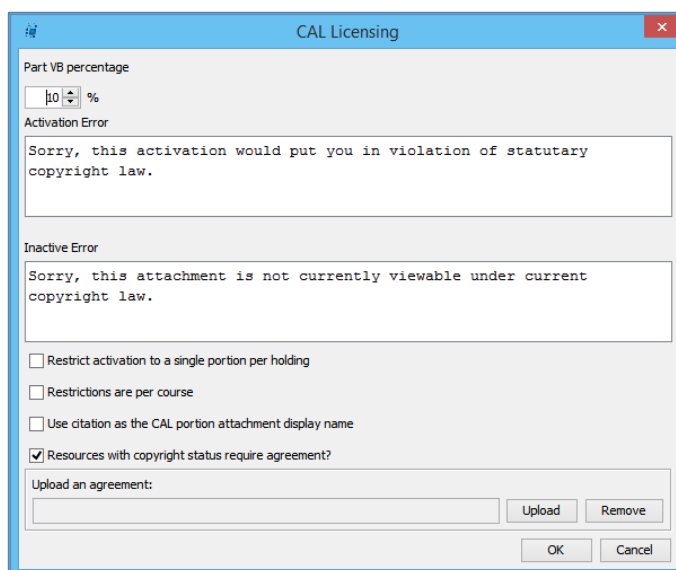 CAL Licensing
Part VB percentage
10 %
Activation Error
Sorry, this activation would put you in violation of statutary
copyright law.
Inactive Error
Sorry, this attachment is not currently viewable under current
copyright law.
Restrict activation to a single portion per holding
Restrictions are per course
Use citation as the CAL portion attachment display name
Resources with copyright status require agreement?
Upload an agreement:
Upload Remove
OK Cancel